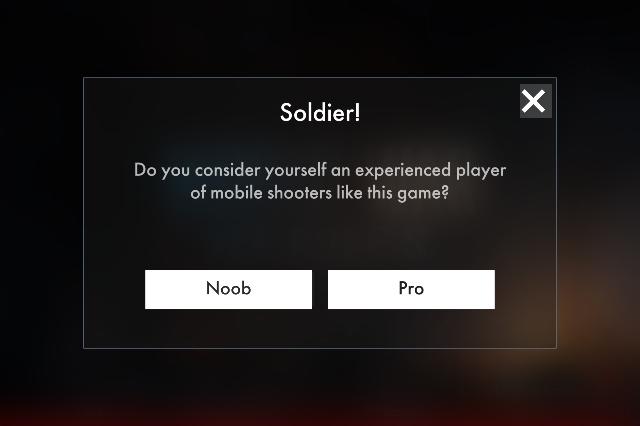 Soldier!
Do you consider yourself an experienced player
of mobile shooters like this game?
Noob
Pro